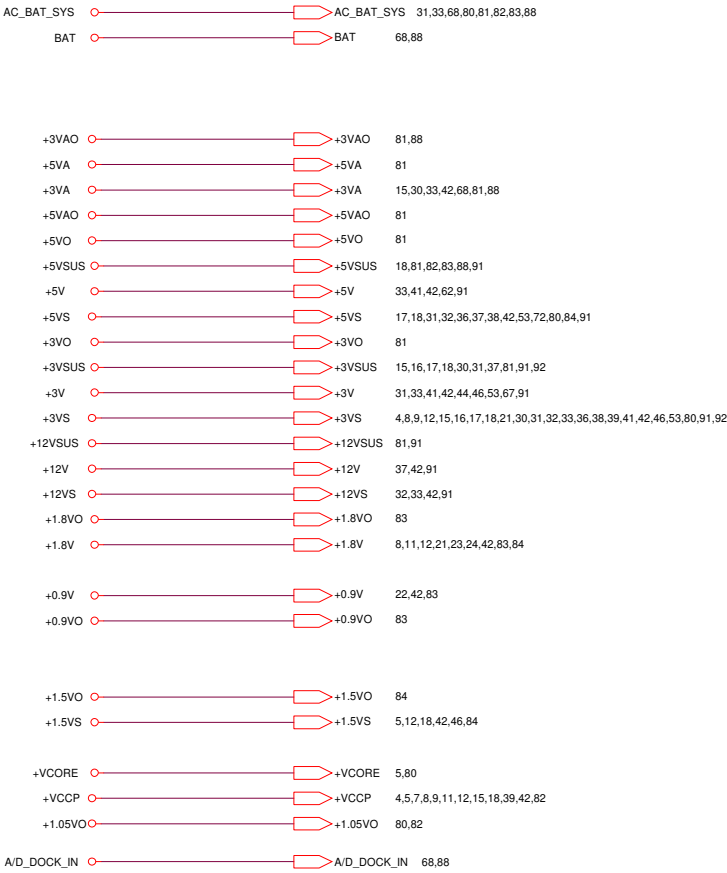 AC_BAT_SYS AC_BAT_SYS 31,33,68,80,81,82,83,88
BAT BAT 68,88
+3VAO +3VAO 81,88
+5VA +5VA 81
+3VA +3VA 15,30,33,42,68,81,88
+5VAO +5VAO 81
+5VO +5VO 81
+5VSUS +5VSUS 18,81,82,83,88,91
+5V +5V 33,41,42,62,91
+5VS +5VS 17,18,31,32,36,37,38,42,53,72,80,84,91
+3VO +3VO 81
+3VSUS +3VSUS 15,16,17,18,30,31,37,81,91,92
+3V +3V 31,33,41,42,44,46,53,67,91
+3VS +3VS 4,8,9,12,15,16,17,18,21,30,31,32,33,36,38,39,41,42,46,53,80,91,92
+12VSUS +12VSUS 81,91
+12V +12V 37,42,91
+12VS +12VS 32,33,42,91
+1.8VO +1.8VO 83
+1.8V +1.8V 8,11,12,21,23,24,42,83,84
+0.9V +0.9V 22,42,83
+0.9VO +0.9VO 83
+1.5VO +1.5VO 84
+1.5VS +1.5VS 5,12,18,42,46,84
+VCORE +VCORE 5,80
+VCCP +VCCP 4,5,7,8,9,11,12,15,18,39,42,82
+1.05VO +1.05VO 80,82
A/D_DOCK_IN A/D_DOCK_IN 68,88